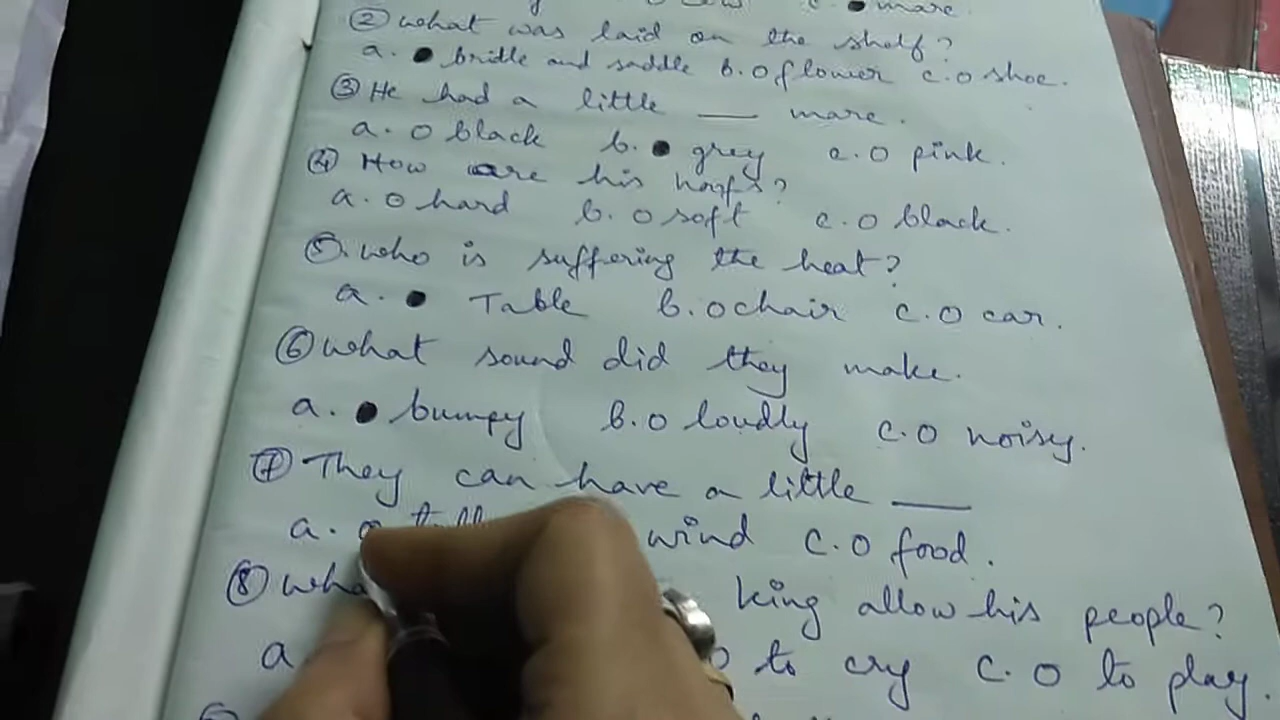 c. ● mare
② what was laid on the shelf?
a. ● bridle and saddle b. o flower c. o shoe.
③ He had a little ___ mare.
a. o black b. ● grey c. o pink.
④ How are his hoofs?
a. o hard b. o soft c. o black.
⑤. who is suffering the heat?
a. ● Table b. o chair c. o car.
⑥ what sound did they make.
a. ● bumpy b. o loudly c. o noisy.
⑦ They can have a little ___
a. o wind c. o food.
⑧ king allow his people?
a o to cry c. o to play.